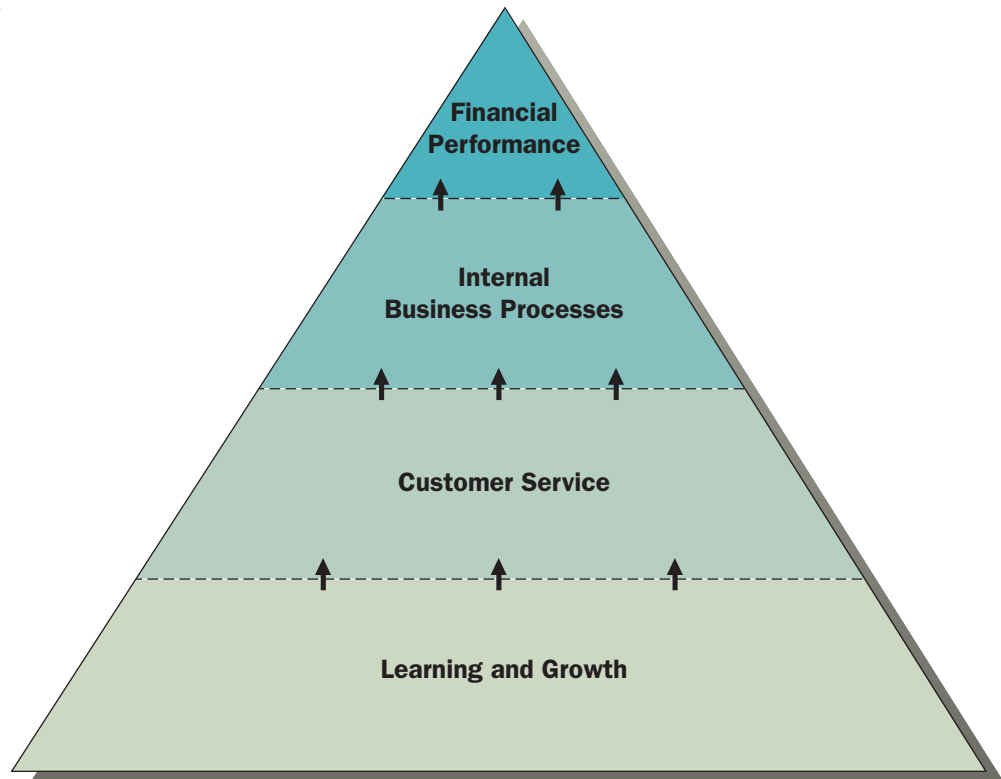 Financial
Performance
Internal
Business Processes
Customer Service
Learning and Growth